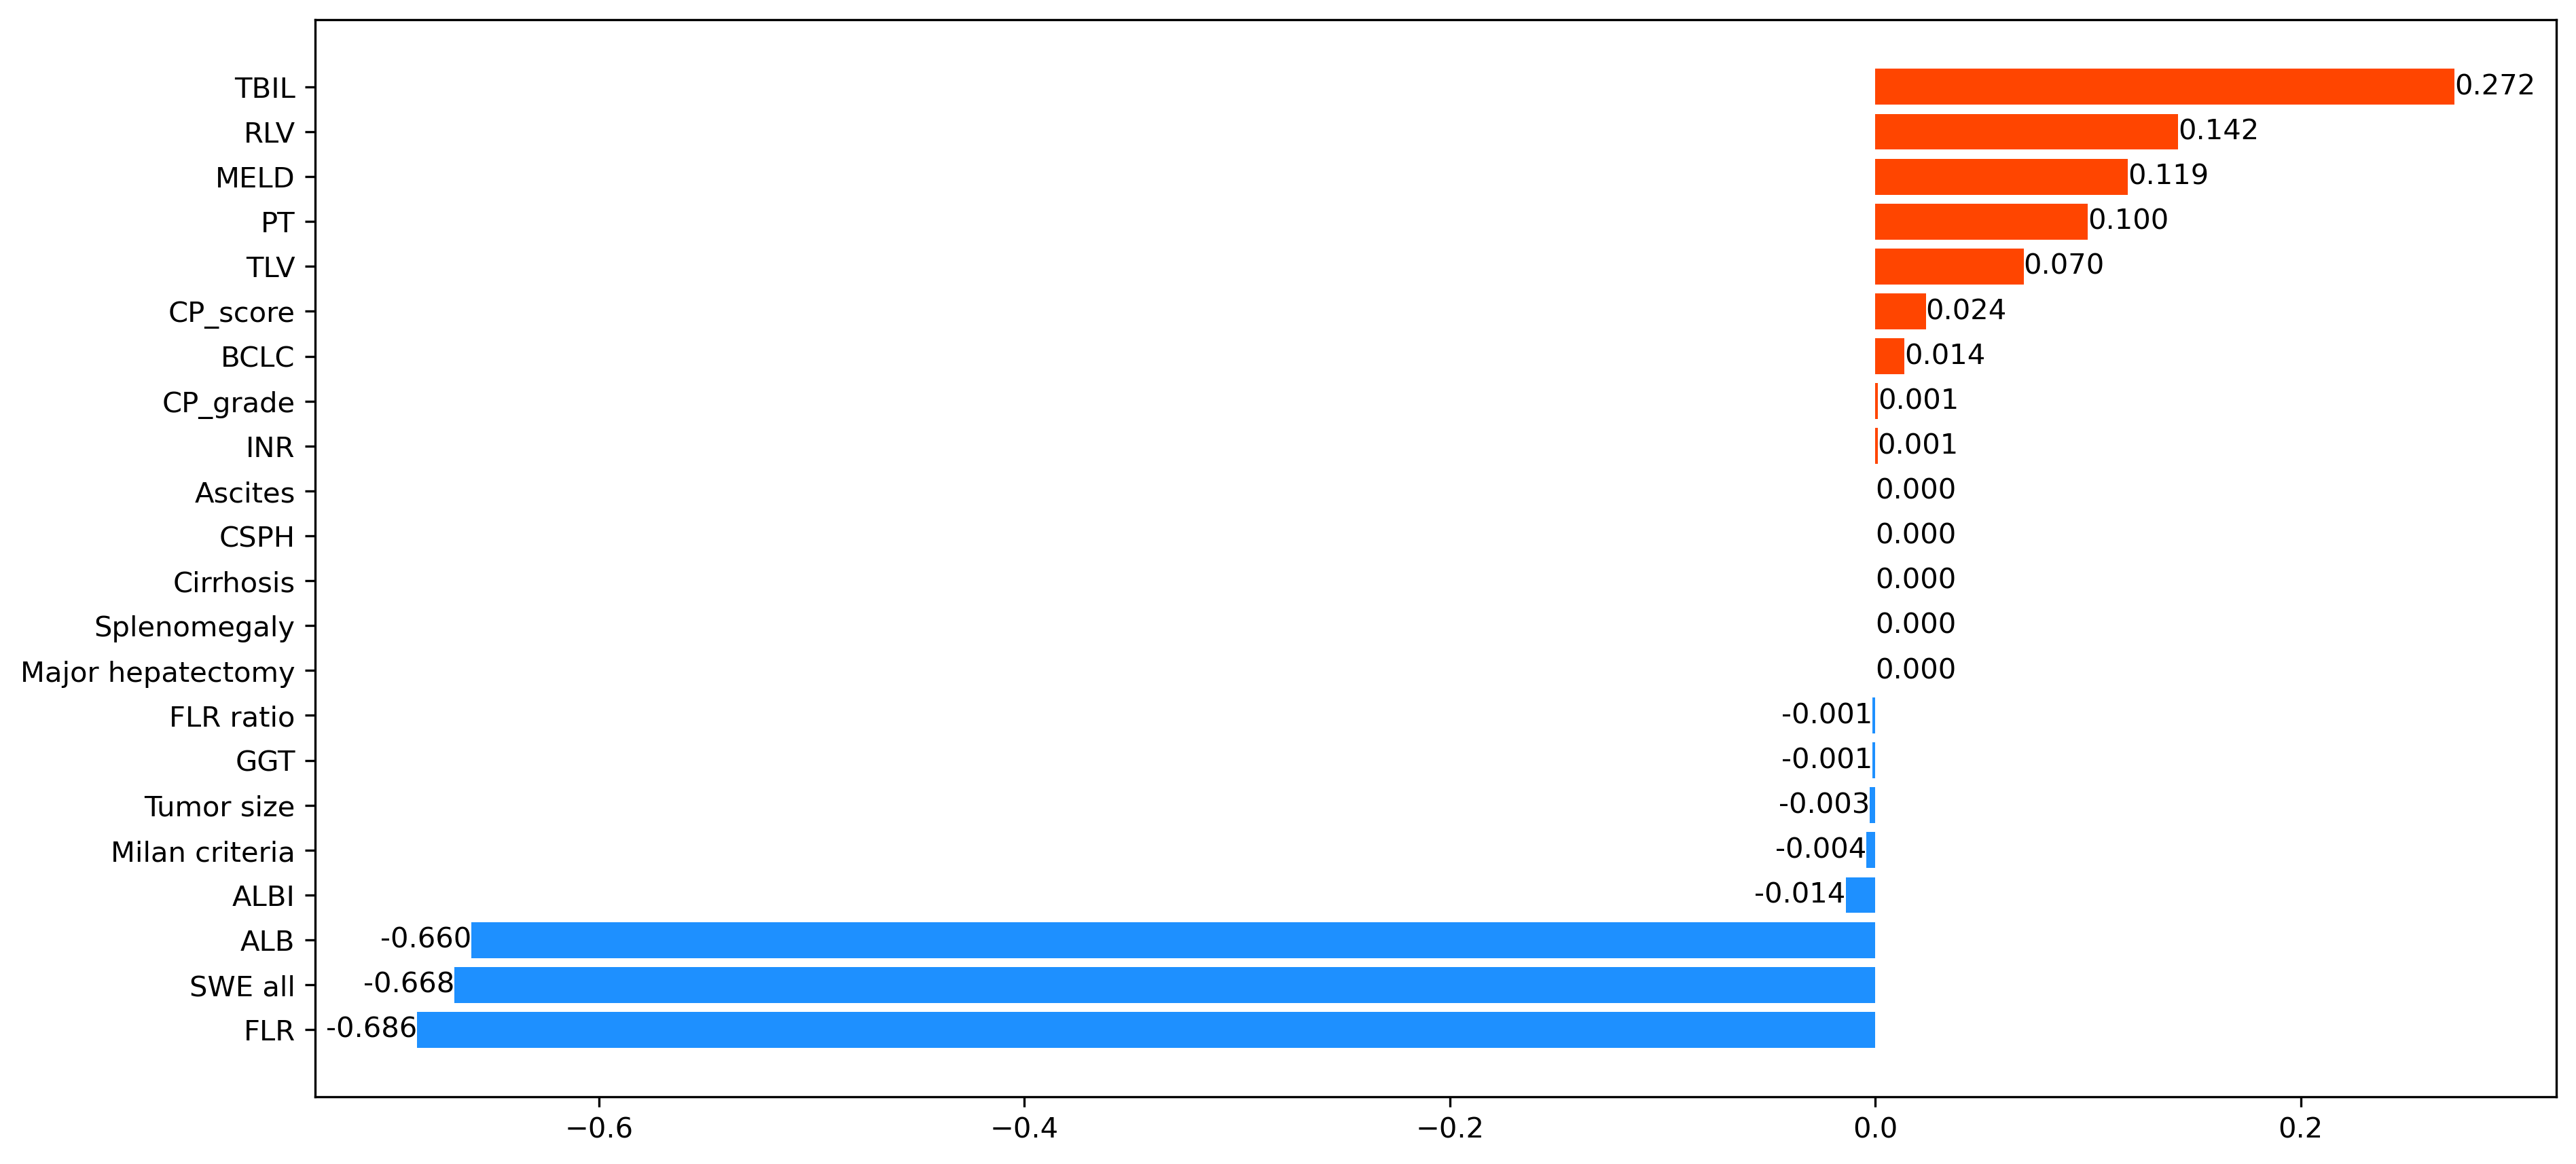 TBIL 0.272
RLV 0.142
MELD 0.119
PT 0.100
TLV 0.070
CP_score 0.024
BCLC 0.014
CP_grade 0.001
INR 0.001
Ascites 0.000
CSPH 0.000
Cirrhosis 0.000
Splenomegaly 0.000
Major hepatectomy 0.000
FLR ratio -0.001
GGT -0.001
Tumor size -0.003
Milan criteria -0.004
ALBI -0.014
ALB -0.660
SWE all -0.668
FLR -0.686
−0.6 −0.4 −0.2 0.0 0.2